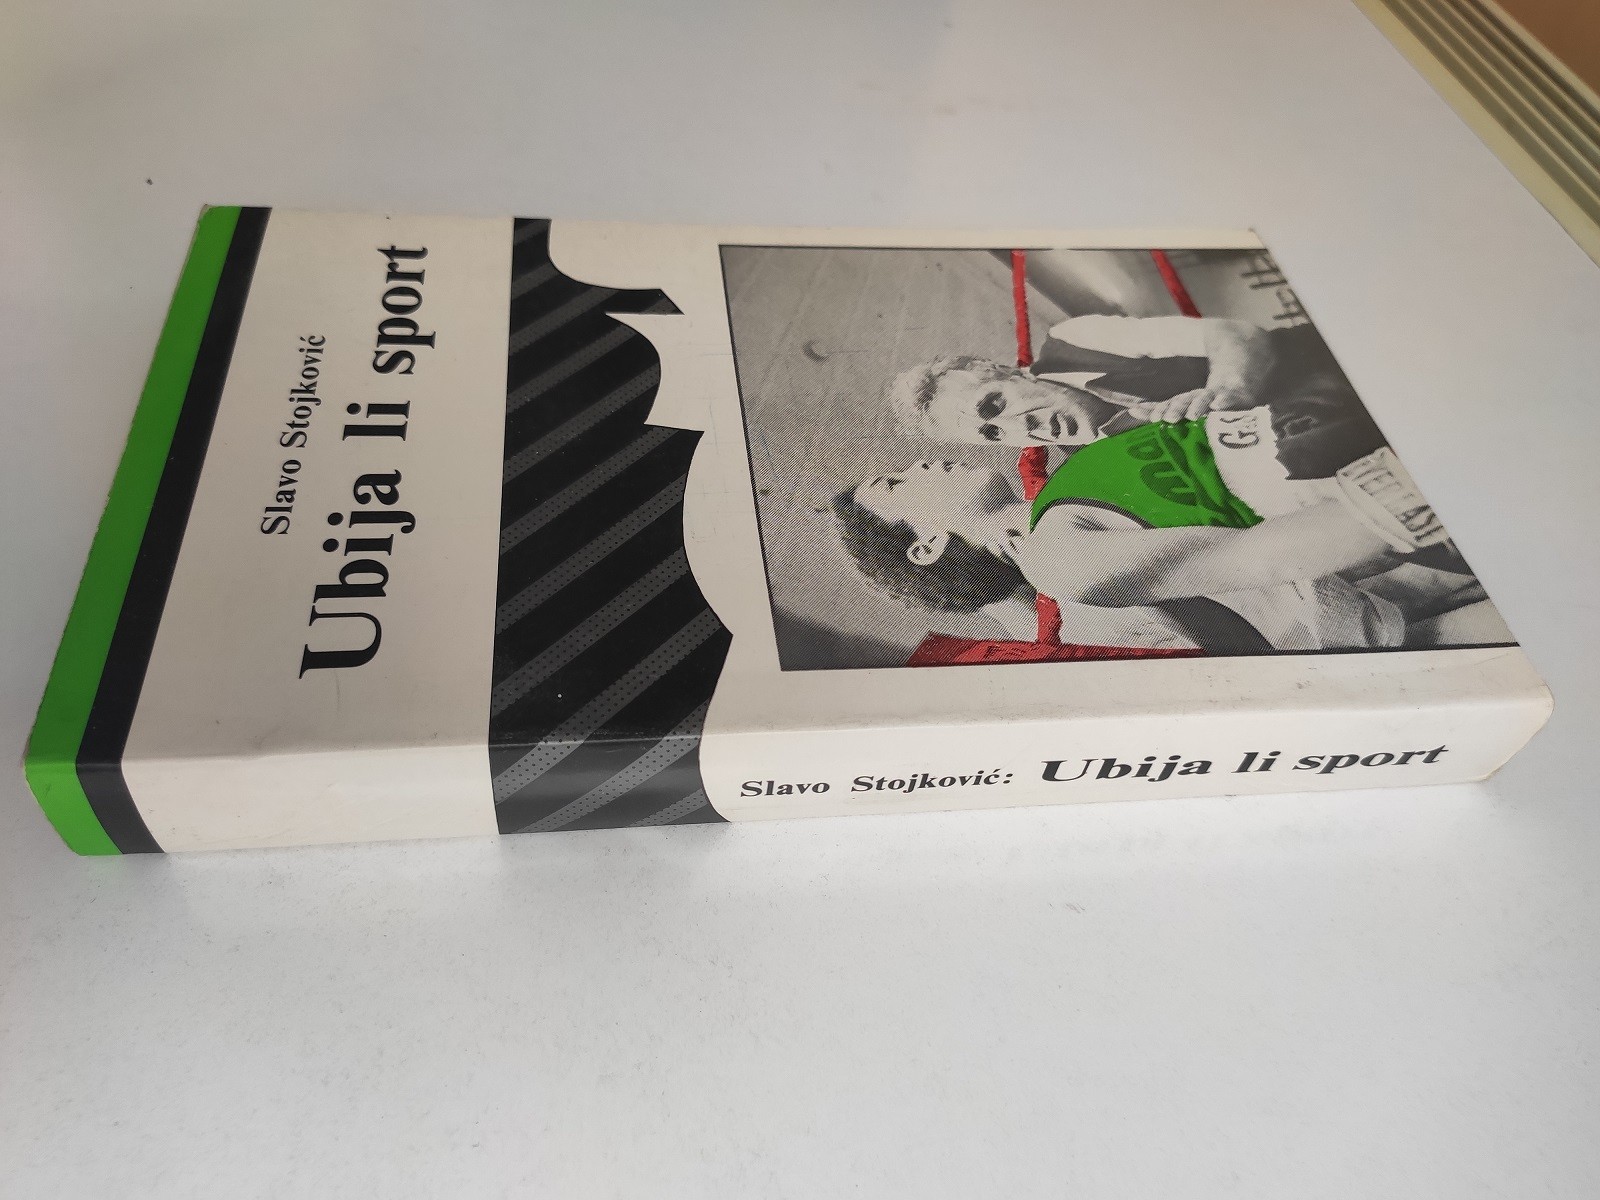 Slavo Stojković
Ubija li sport
Slavo Stojković: Ubija li sport